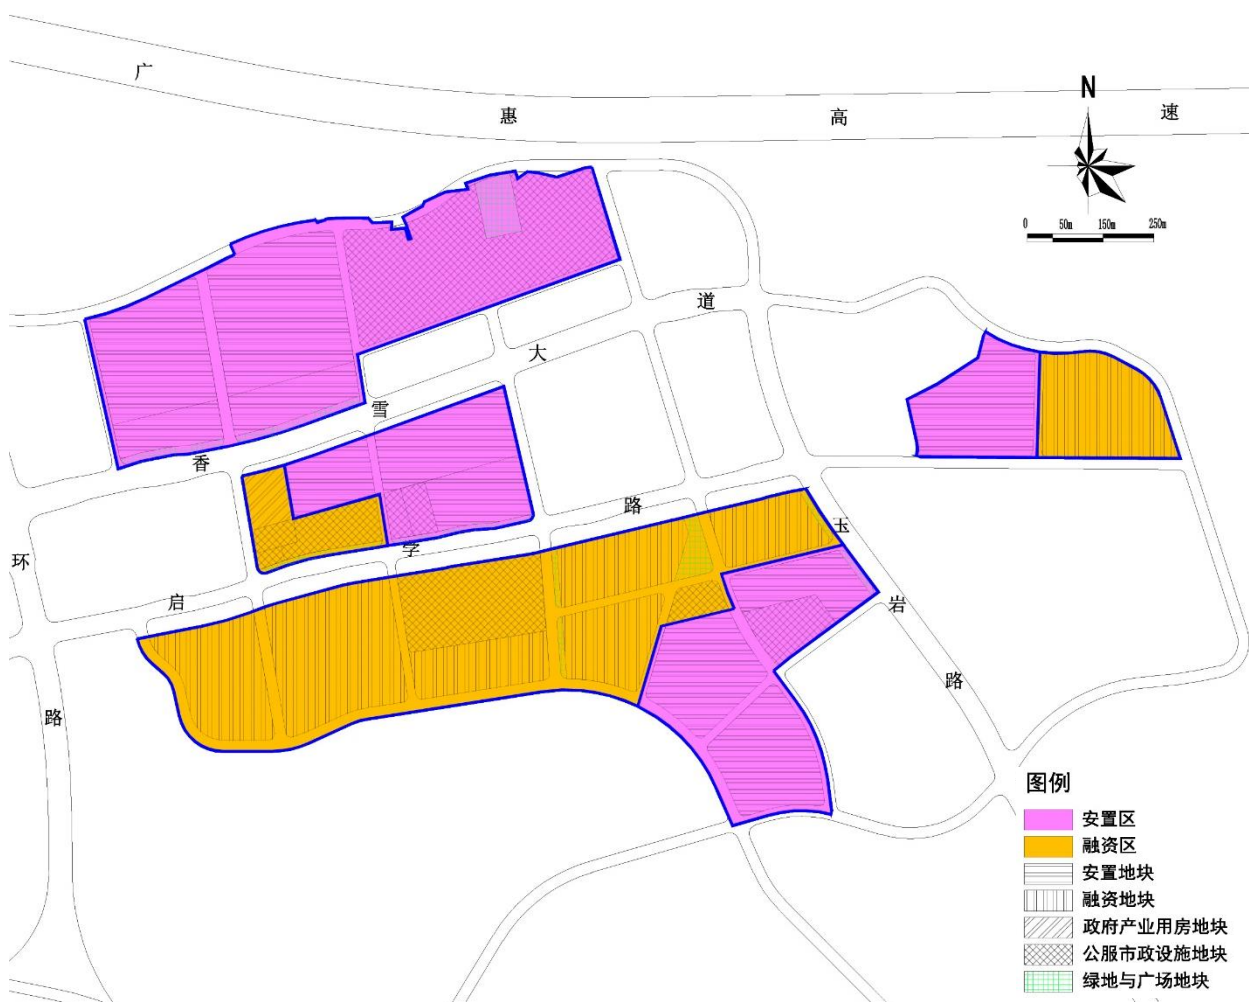 广
惠
高
速
N
0 50m 150m 250m
道
大
雪
香
路
学
玉
环
启
岩
路
路
图例
安置区
融资区
安置地块
融资地块
政府产业用房地块
公服市政设施地块
绿地与广场地块